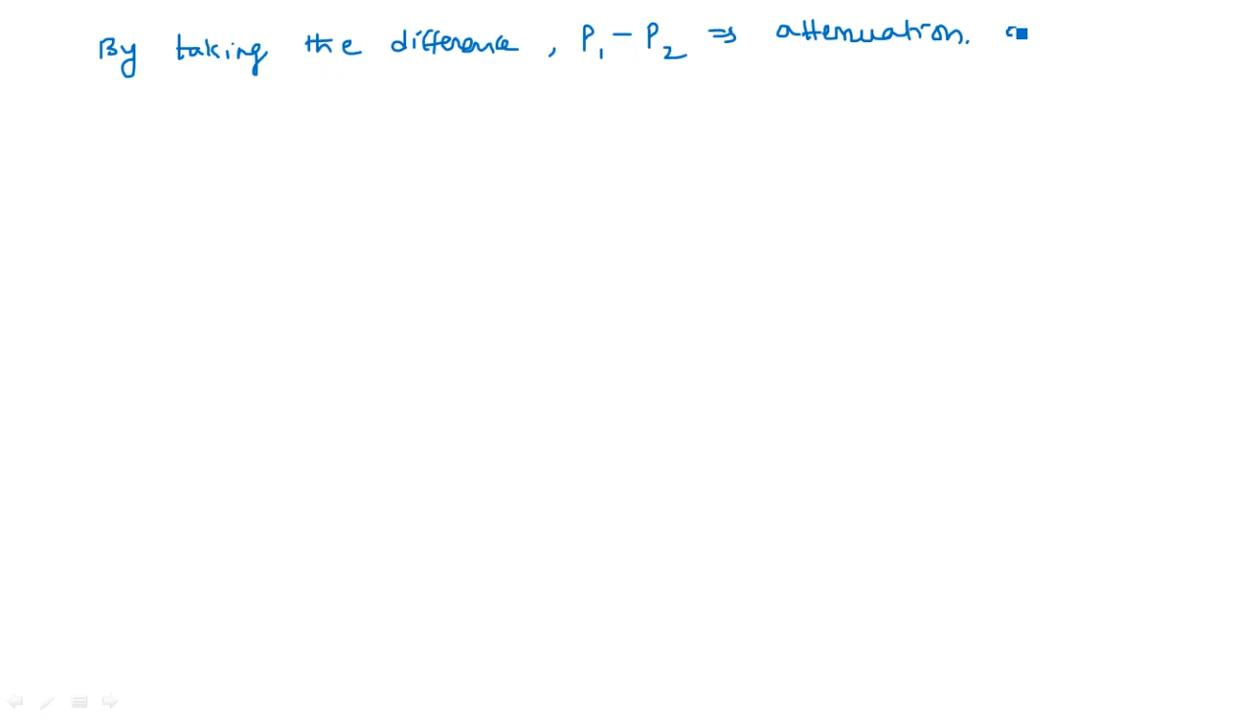 By taking the difference, P₁ - P₂ ⇒ attenuation.